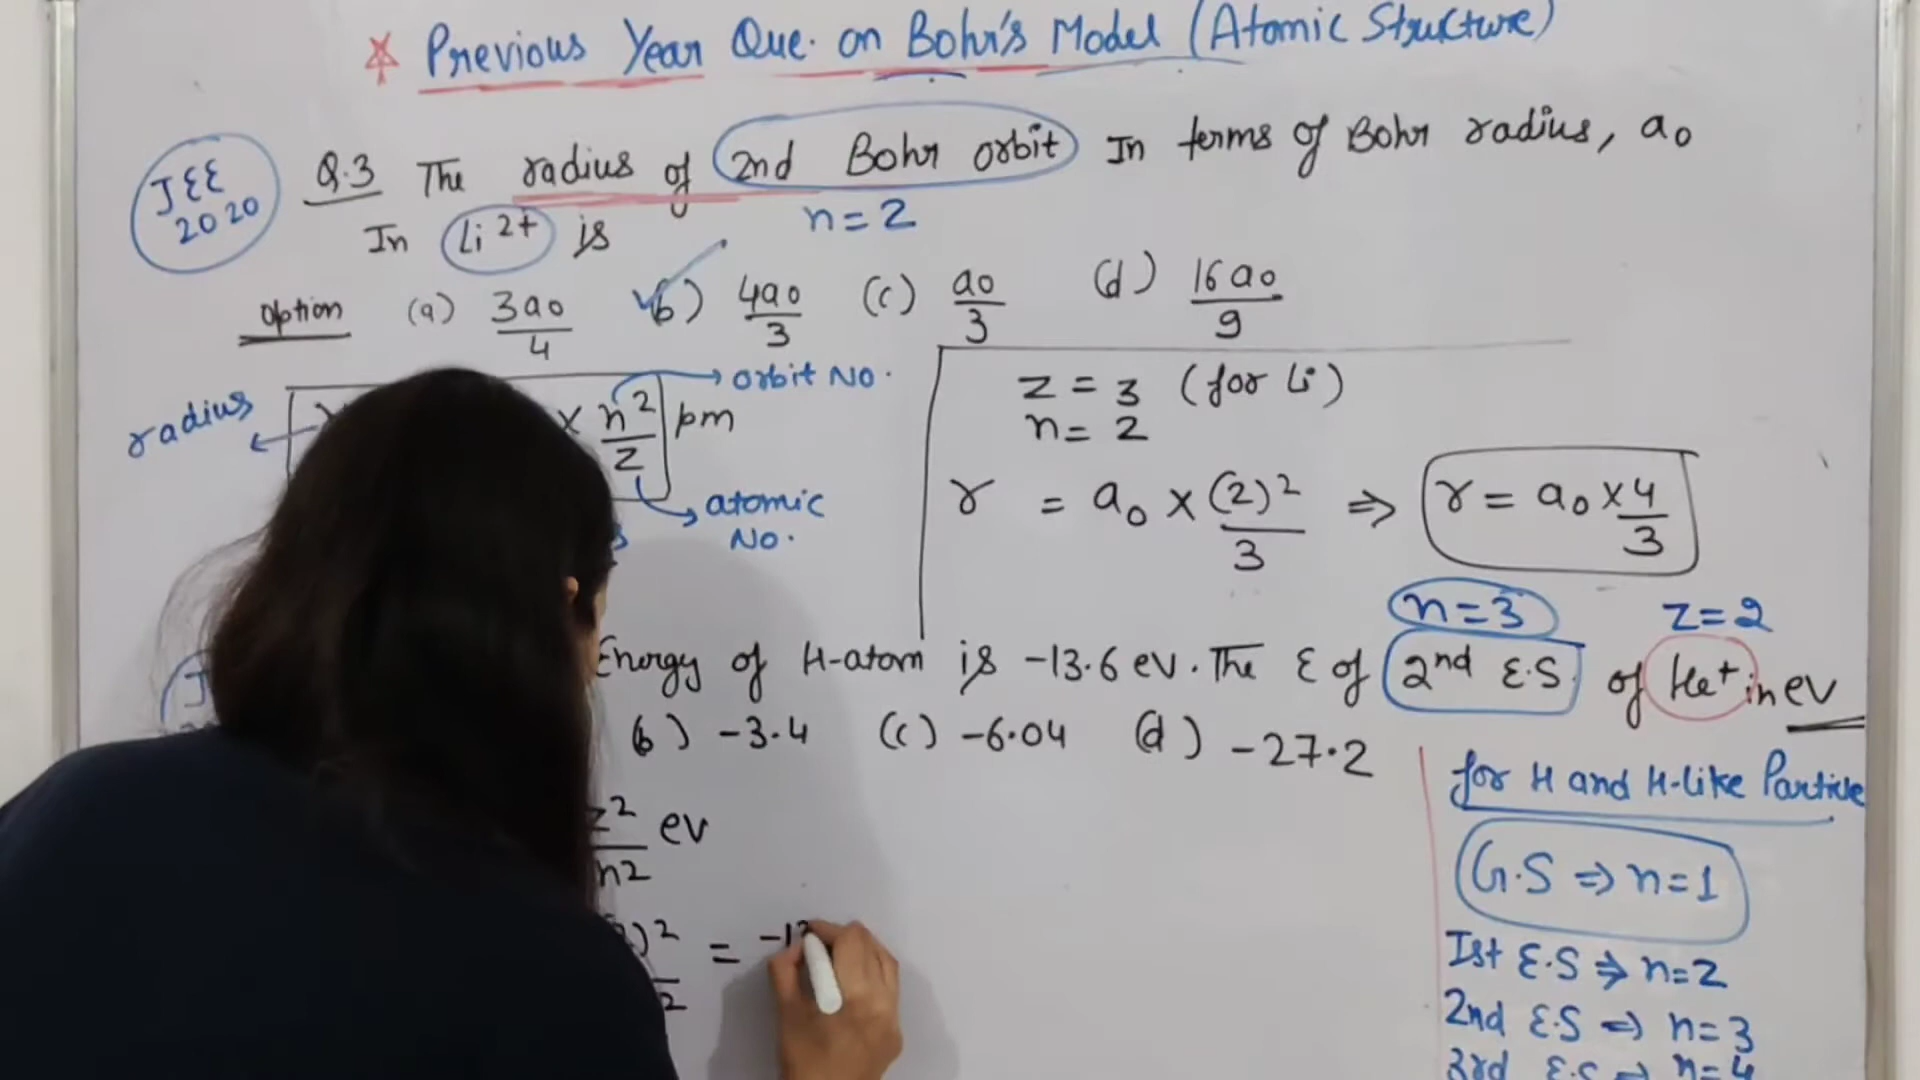 * Previous Year Que. on Bohr's Model (Atomic Structure)
JEE 2020
Q.3 The radius of 2nd Bohr orbit In terms of Bohr radius, a₀
In Li²⁺ is
n = 2
option (a) 3a₀/4 (b) 4a₀/3 (c) a₀/3 (d) 16a₀/9
radius
× n²/Z pm
orbit No.
atomic No.
Z = 3 (for Li)
n = 2
r = a₀ × (2)²/3 ⇒ r = a₀ × 4/3
n=3 Z=2
Energy of H-atom is -13.6 ev. The E of 2nd E.S. of He⁺ in ev
(b) -3.4 (c) -6.04 (d) -27.2
for H and H-like Particle
n2 ev
)² = -13
G.S ⇒ n=1
Ist E.S ⇒ n=2
2nd E.S ⇒ n=3
3rd E.S ⇒ n=4